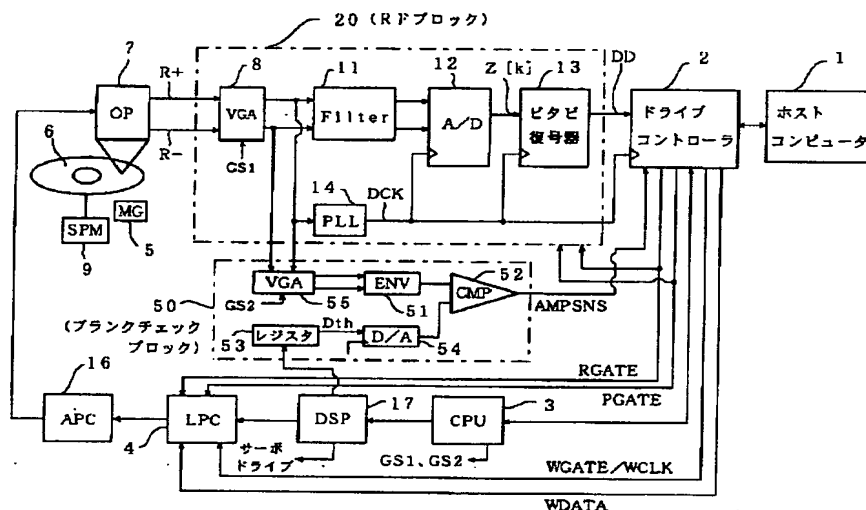 20 (RFブロック)
7
R+
8
11
12
Z [k]
13
DD
2
1
OP
VGA
Filter
A/D
ビタビ
復号器
ドライブ
コントローラ
ホスト
コンピュータ
6
R-
GS1
14
DCK
PLL
MG
SPM
5
9
52
VGA
ENV
CMP
50
GS2
55
51
AMPSNS
(ブランクチェック
ブロック)
53
レジスタ
Dth
D/A
54
RGATE
16
PGATE
17
3
APC
LPC
DSP
CPU
4
サーボ
ドライブ
GS1、GS2
WGATE/WCLK
WDATA